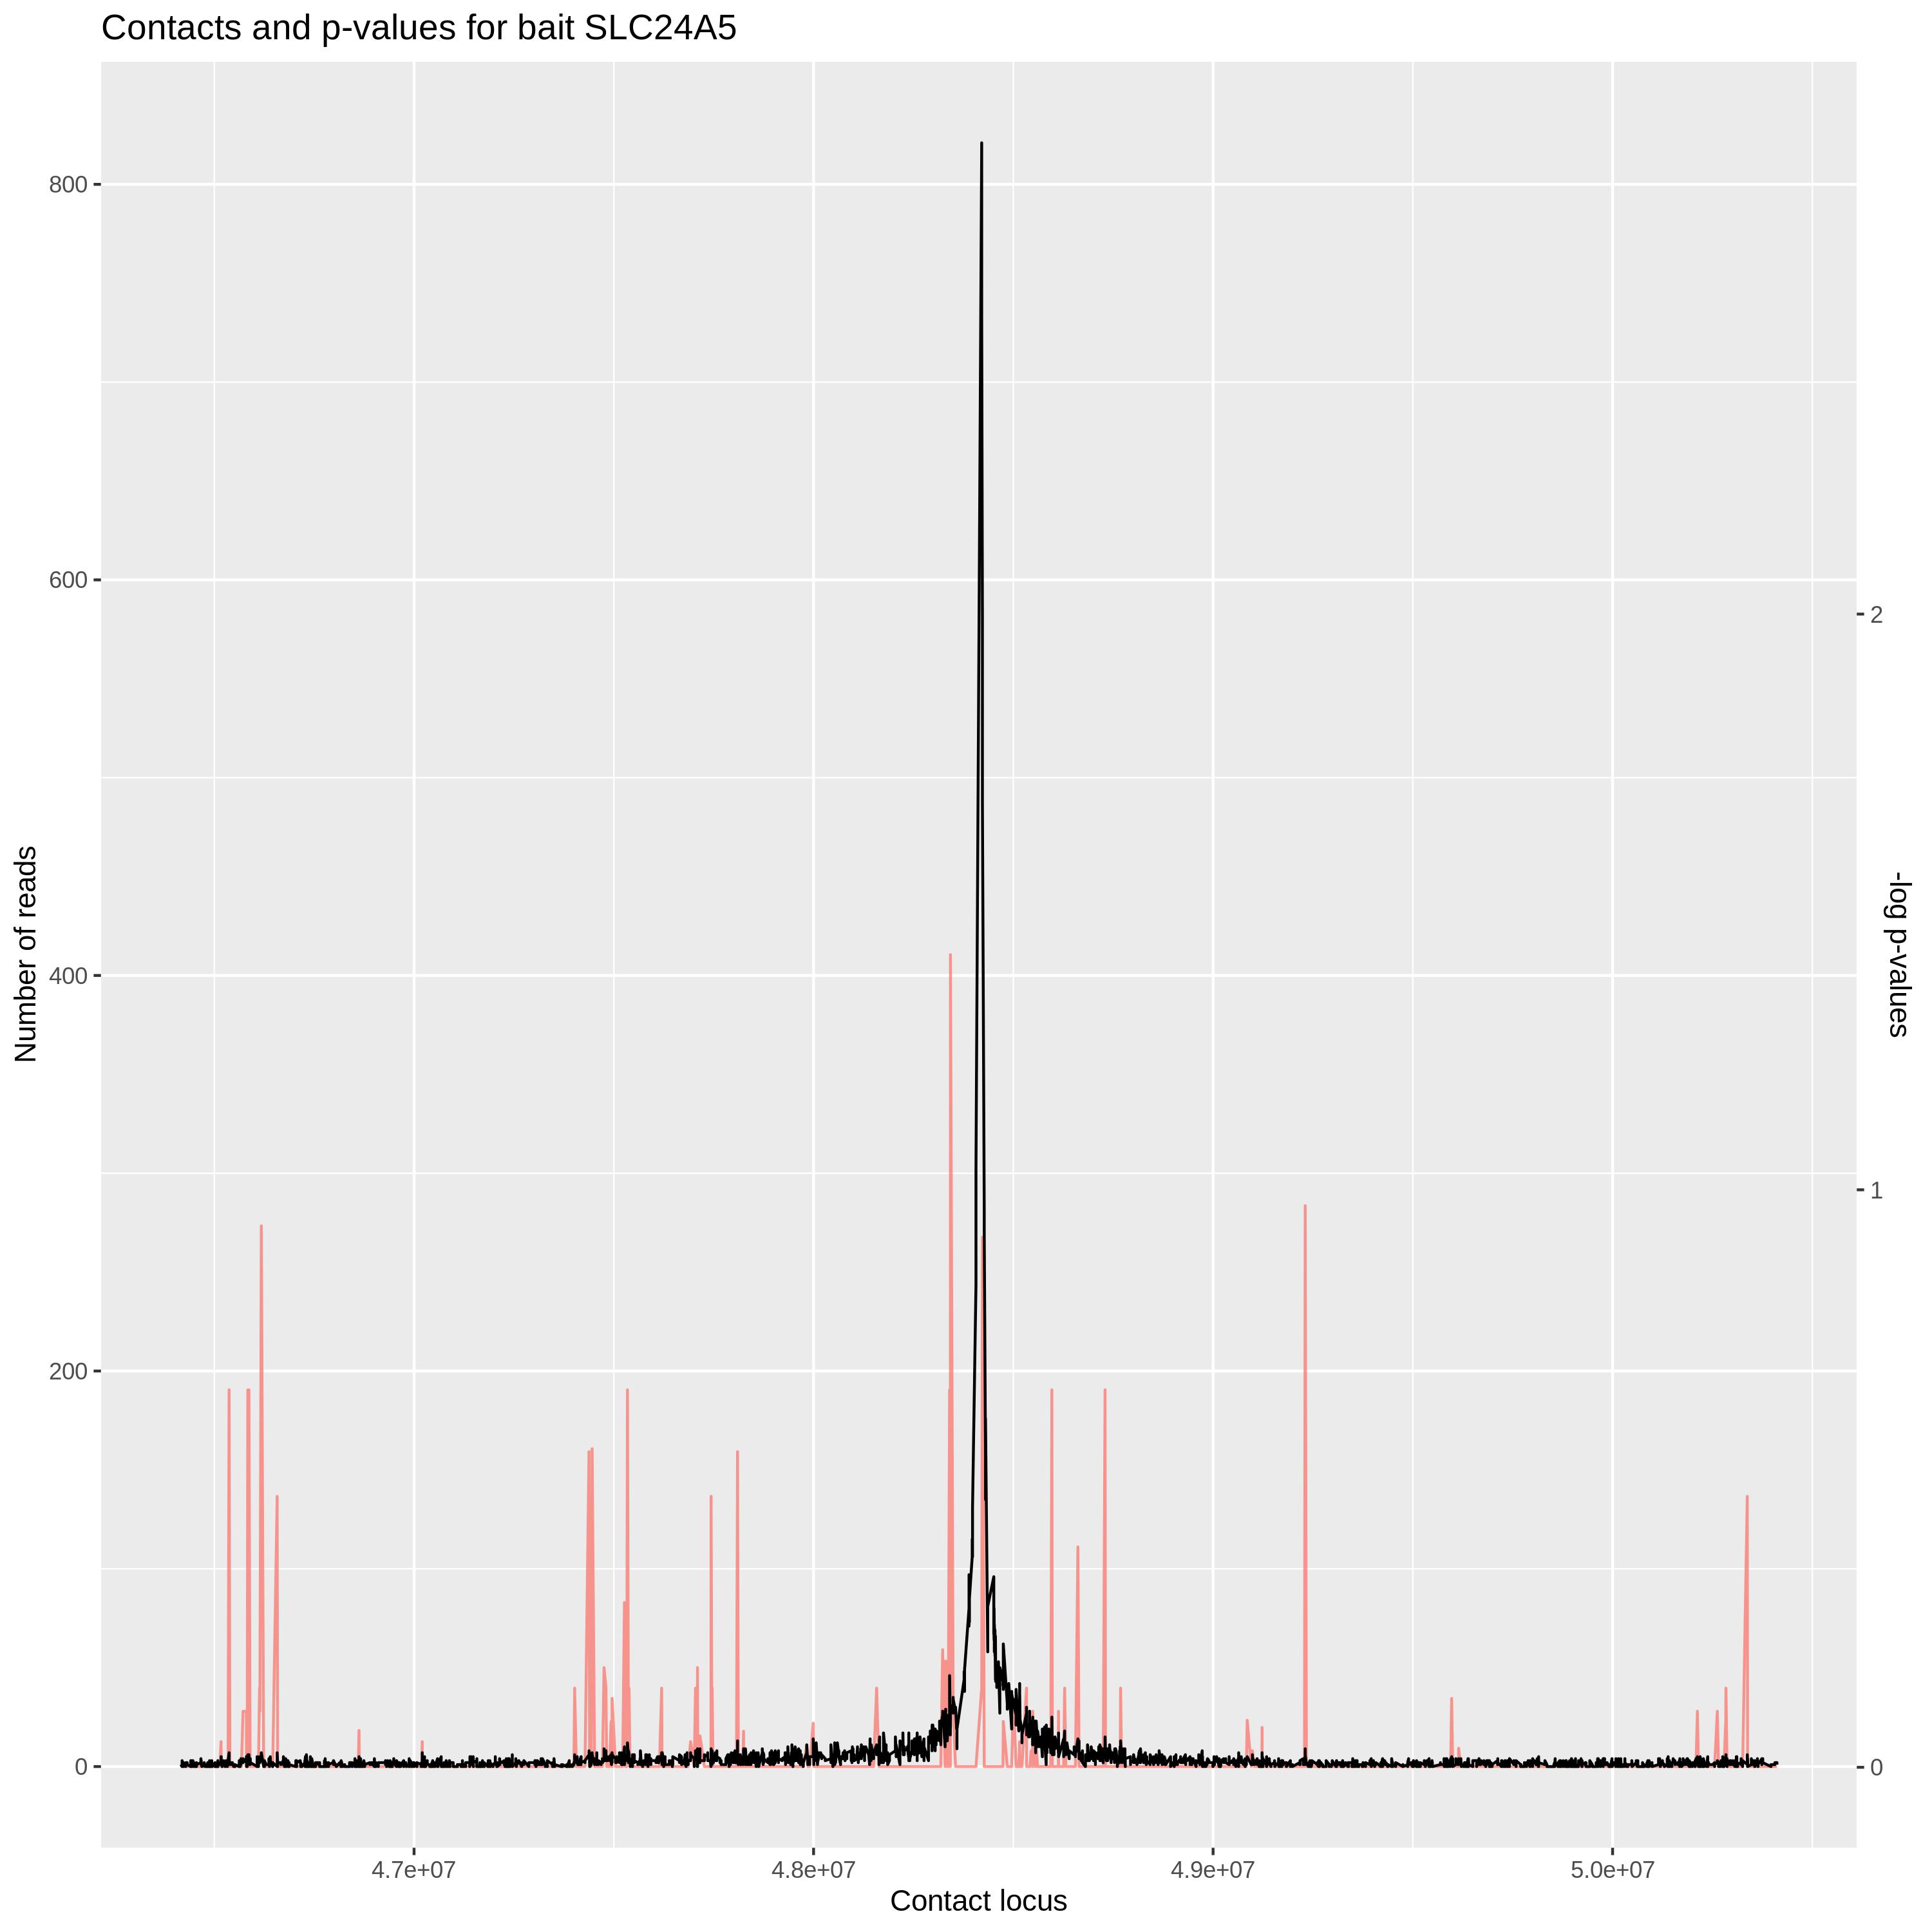 Contacts and p-values for bait SLC24A5
800
600
400
200
0
Number of reads
2
1
0
-log p-values
4.7e+07
4.8e+07
4.9e+07
5.0e+07
Contact locus